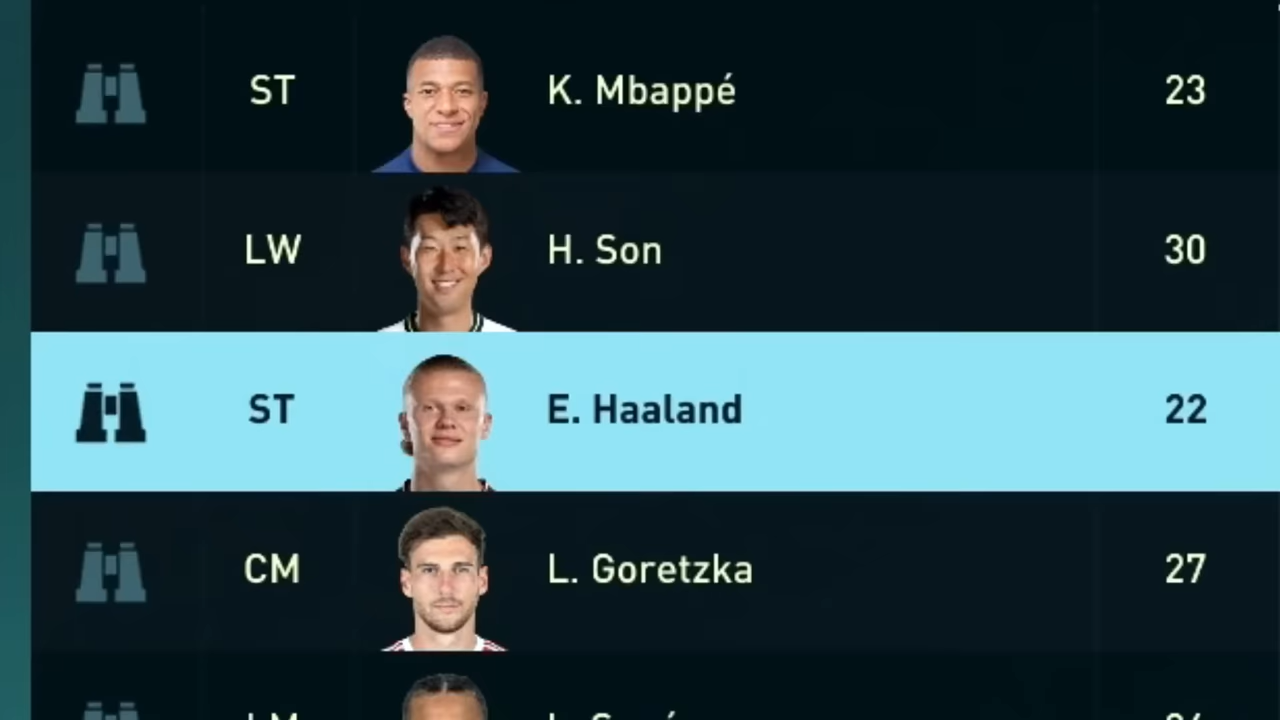 ST K. Mbappé 23
LW H. Son 30
ST E. Haaland 22
CM L. Goretzka 27